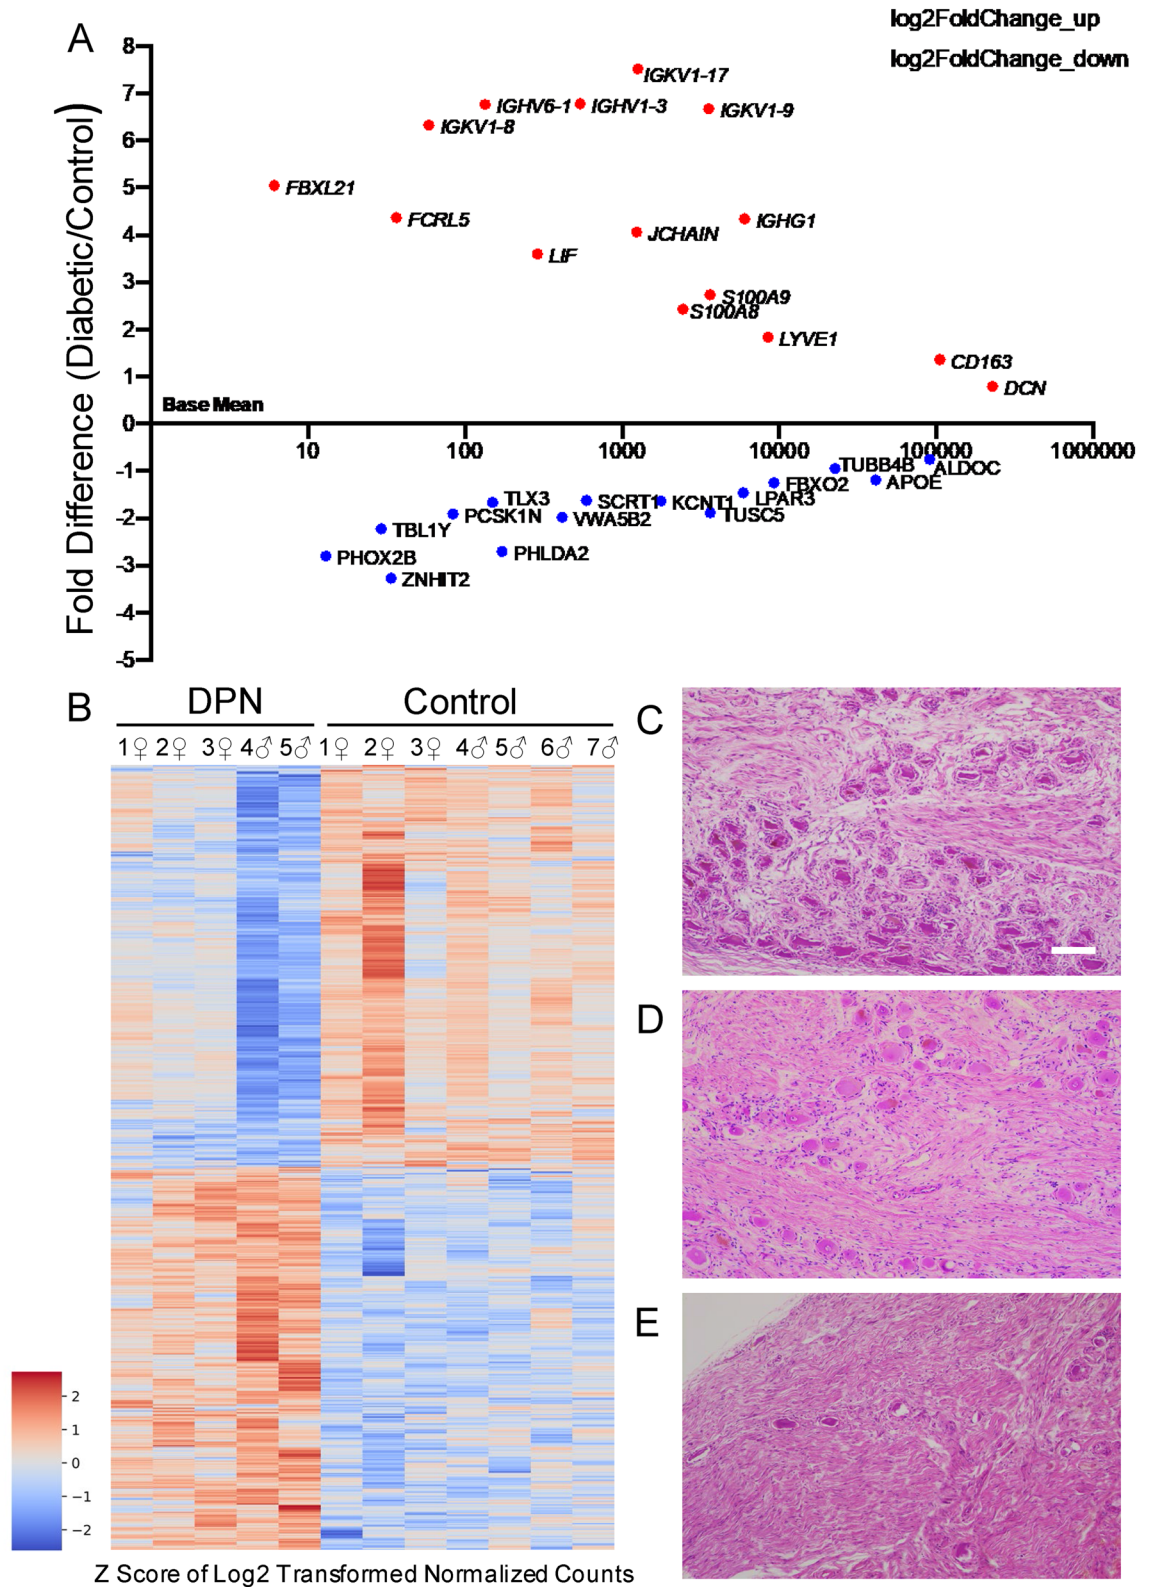 A
log2FoldChange_up
log2FoldChange_down
Fold Difference (Diabetic/Control)
8
7
6
5
4
3
2
1
0
-1
-2
-3
-4
-5
IGKV1-17
IGHV6-1
IGHV1-3
IGKV1-9
IGKV1-8
FBXL21
FCRL5
IGHG1
JCHAIN
LIF
S100A9
S100A8
LYVE1
CD163
DCN
Base Mean
10
100
1000
10000
100000
1000000
TUBB4B
ALDOC
APOE
FBXO2
LPAR3
TLX3
SCRT1
KCNT1
TUSC5
PCSK1N
VWA5B2
TBL1Y
PHOX2B
PHLDA2
ZNHIT2
B
DPN
Control
1♀ 2♀ 3♀ 4♂ 5♂ 1♀ 2♀ 3♀ 4♂ 5♂ 6♂ 7♂
2
1
0
−1
−2
Z Score of Log2 Transformed Normalized Counts
C
D
E